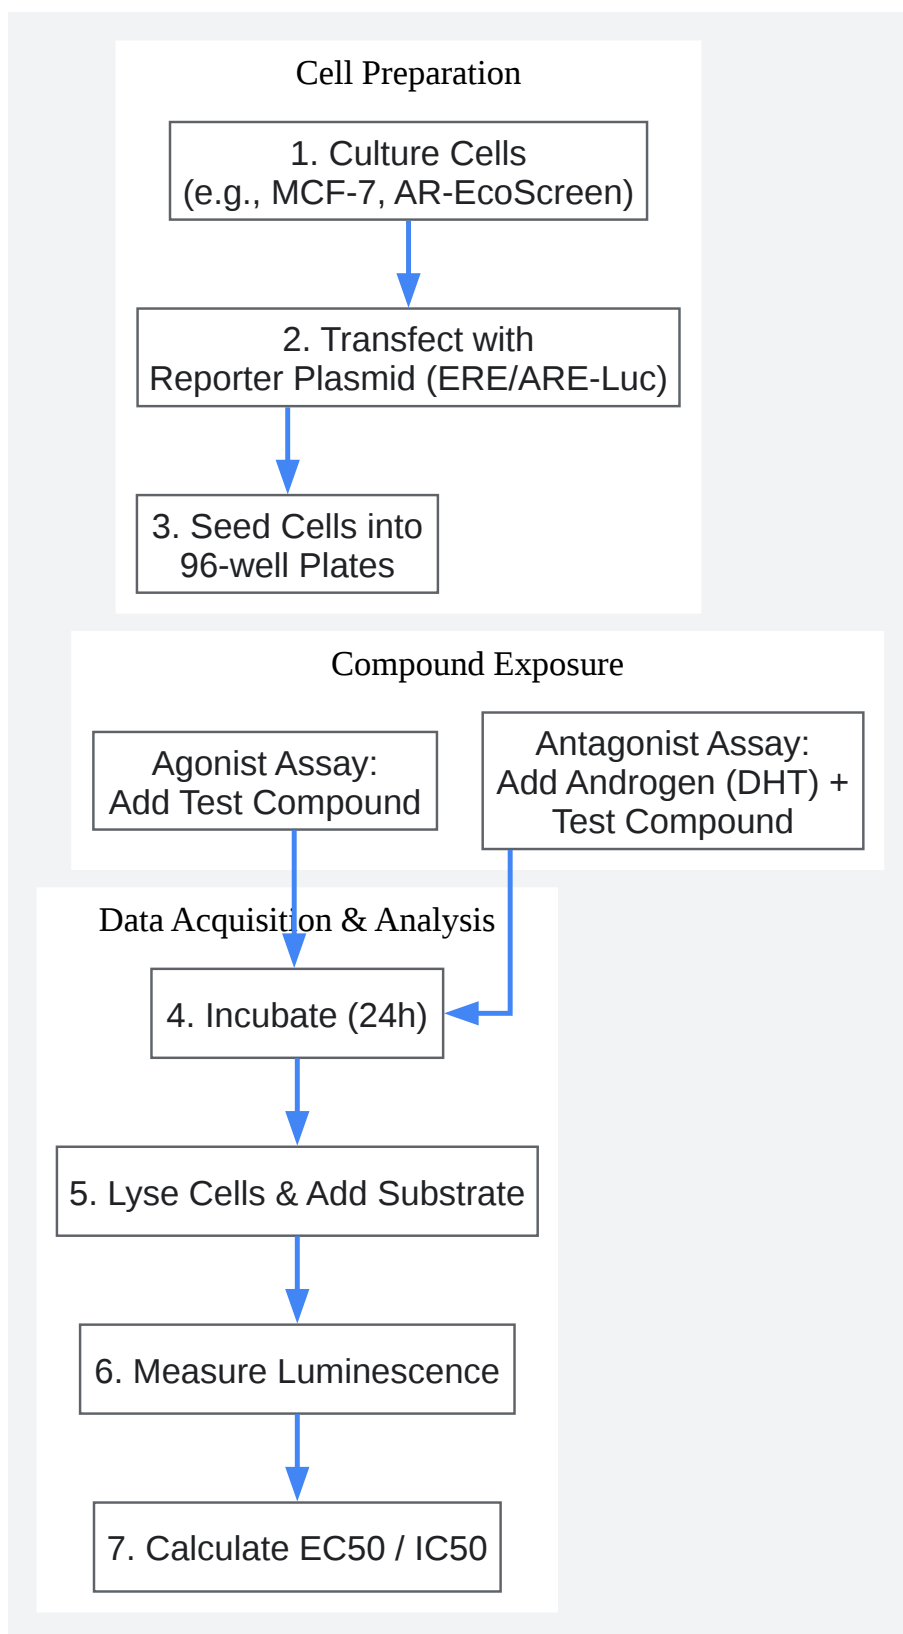 Cell Preparation
1. Culture Cells
(e.g., MCF-7, AR-EcoScreen)
2. Transfect with
Reporter Plasmid (ERE/ARE-Luc)
3. Seed Cells into
96-well Plates
Compound Exposure
Agonist Assay:
Add Test Compound
Antagonist Assay:
Add Androgen (DHT) +
Test Compound
Data Acquisition & Analysis
4. Incubate (24h)
5. Lyse Cells & Add Substrate
6. Measure Luminescence
7. Calculate EC50 / IC50